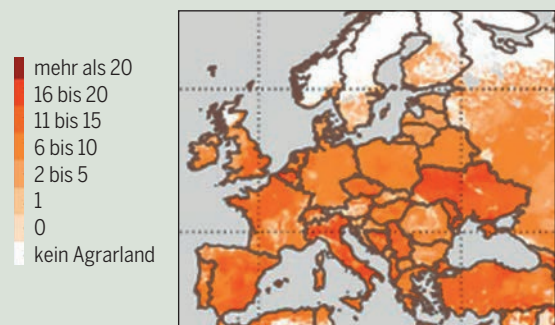 mehr als 20
16 bis 20
11 bis 15
6 bis 10
2 bis 5
1
0
kein Agrarland